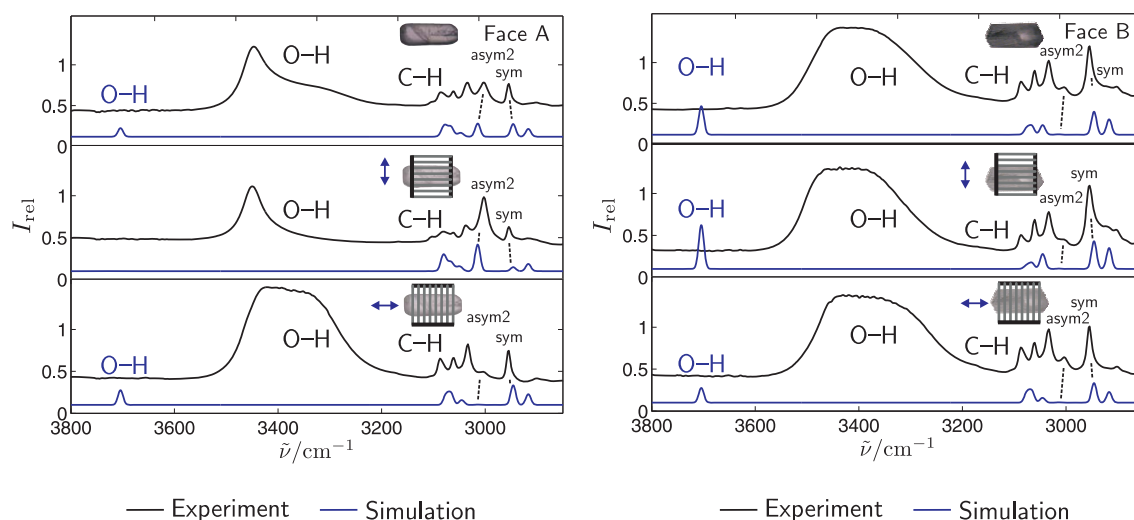 Face A
O–H
asym2
C–H
sym
1
O–H
0.5
0
asym2
O–H
C–H
sym
1
0.5
0
asym2
sym
1
O–H
C–H
O–H
0.5
0
3800 3600 3400 3200 3000
ν̃/cm⁻¹
I_rel
Experiment Simulation
Face B
asym2
O–H
O–H
C–H
sym
1
0.5
0
sym
asym2
O–H
O–H
C–H
1
0.5
0
sym
asym2
O–H
C–H
1
O–H
0.5
0
3800 3600 3400 3200 3000
ν̃/cm⁻¹
I_rel
Experiment Simulation